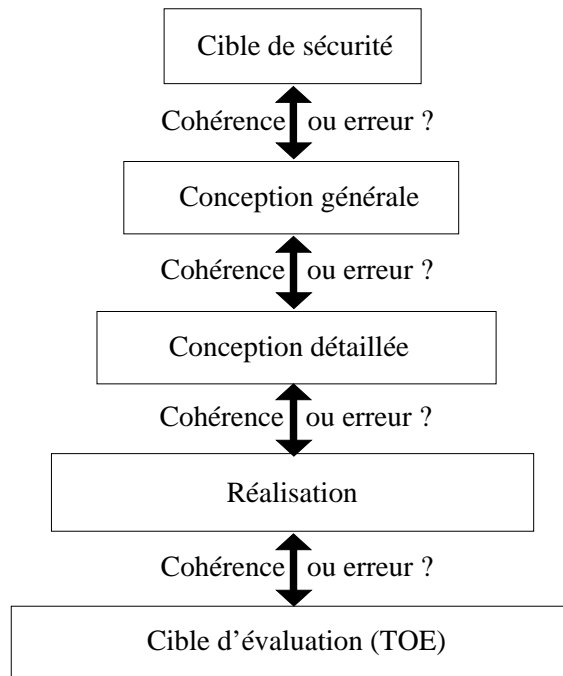 Cible de sécurité
Cohérence ou erreur ?
Conception générale
Cohérence ou erreur ?
Conception détaillée
Cohérence ou erreur ?
Réalisation
Cohérence ou erreur ?
Cible d'évaluation (TOE)